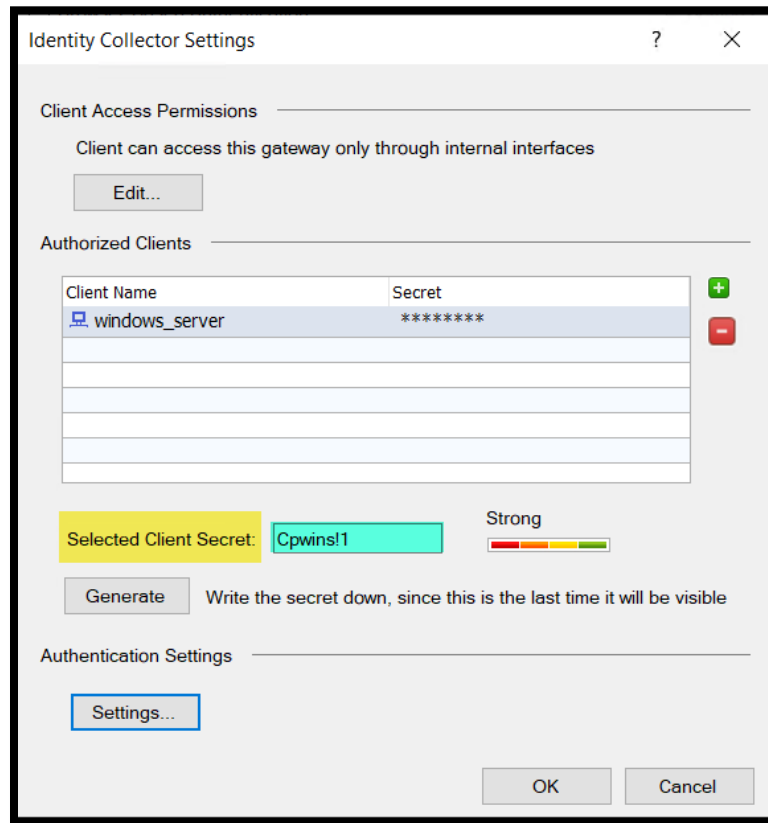 Identity Collector Settings ? ×
Client Access Permissions
Client can access this gateway only through internal interfaces
Edit...
Authorized Clients
Client Name Secret
windows_server ********
Strong
Selected Client Secret: Cpwins!1
Generate Write the secret down, since this is the last time it will be visible
Authentication Settings
Settings...
OK Cancel